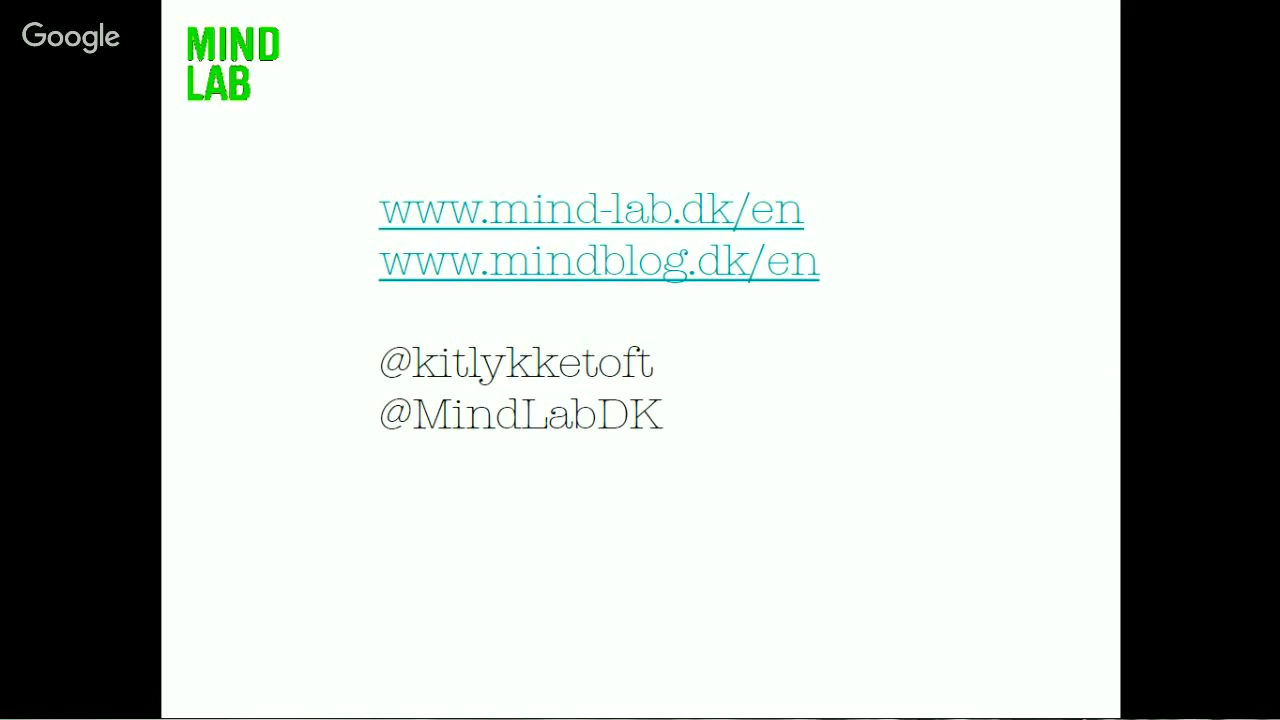 Google
MIND
LAB
www.mind-lab.dk/en
www.mindblog.dk/en
@kitlykketoft
@MindLabDK